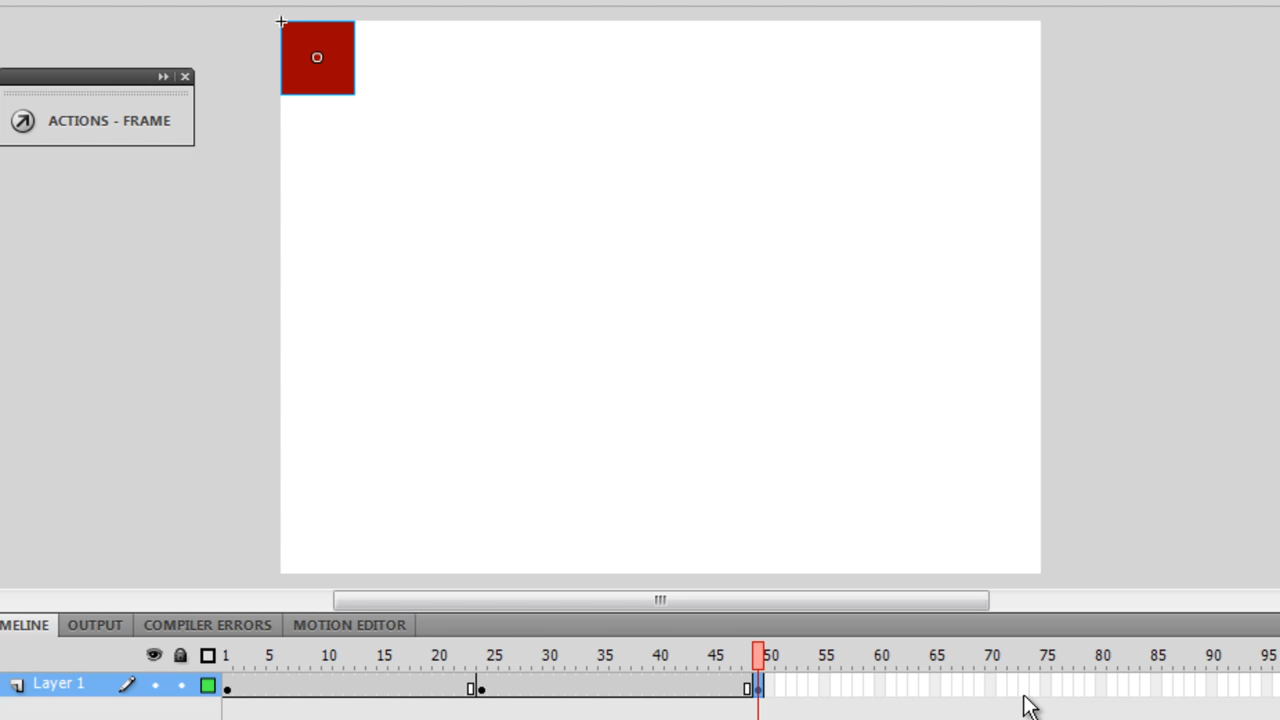 ACTIONS - FRAME
MELINE OUTPUT COMPILER ERRORS MOTION EDITOR
1 5 10 15 20 25 30 35 40 45 50 55 60 65 70 75 80 85 90 95
Layer 1